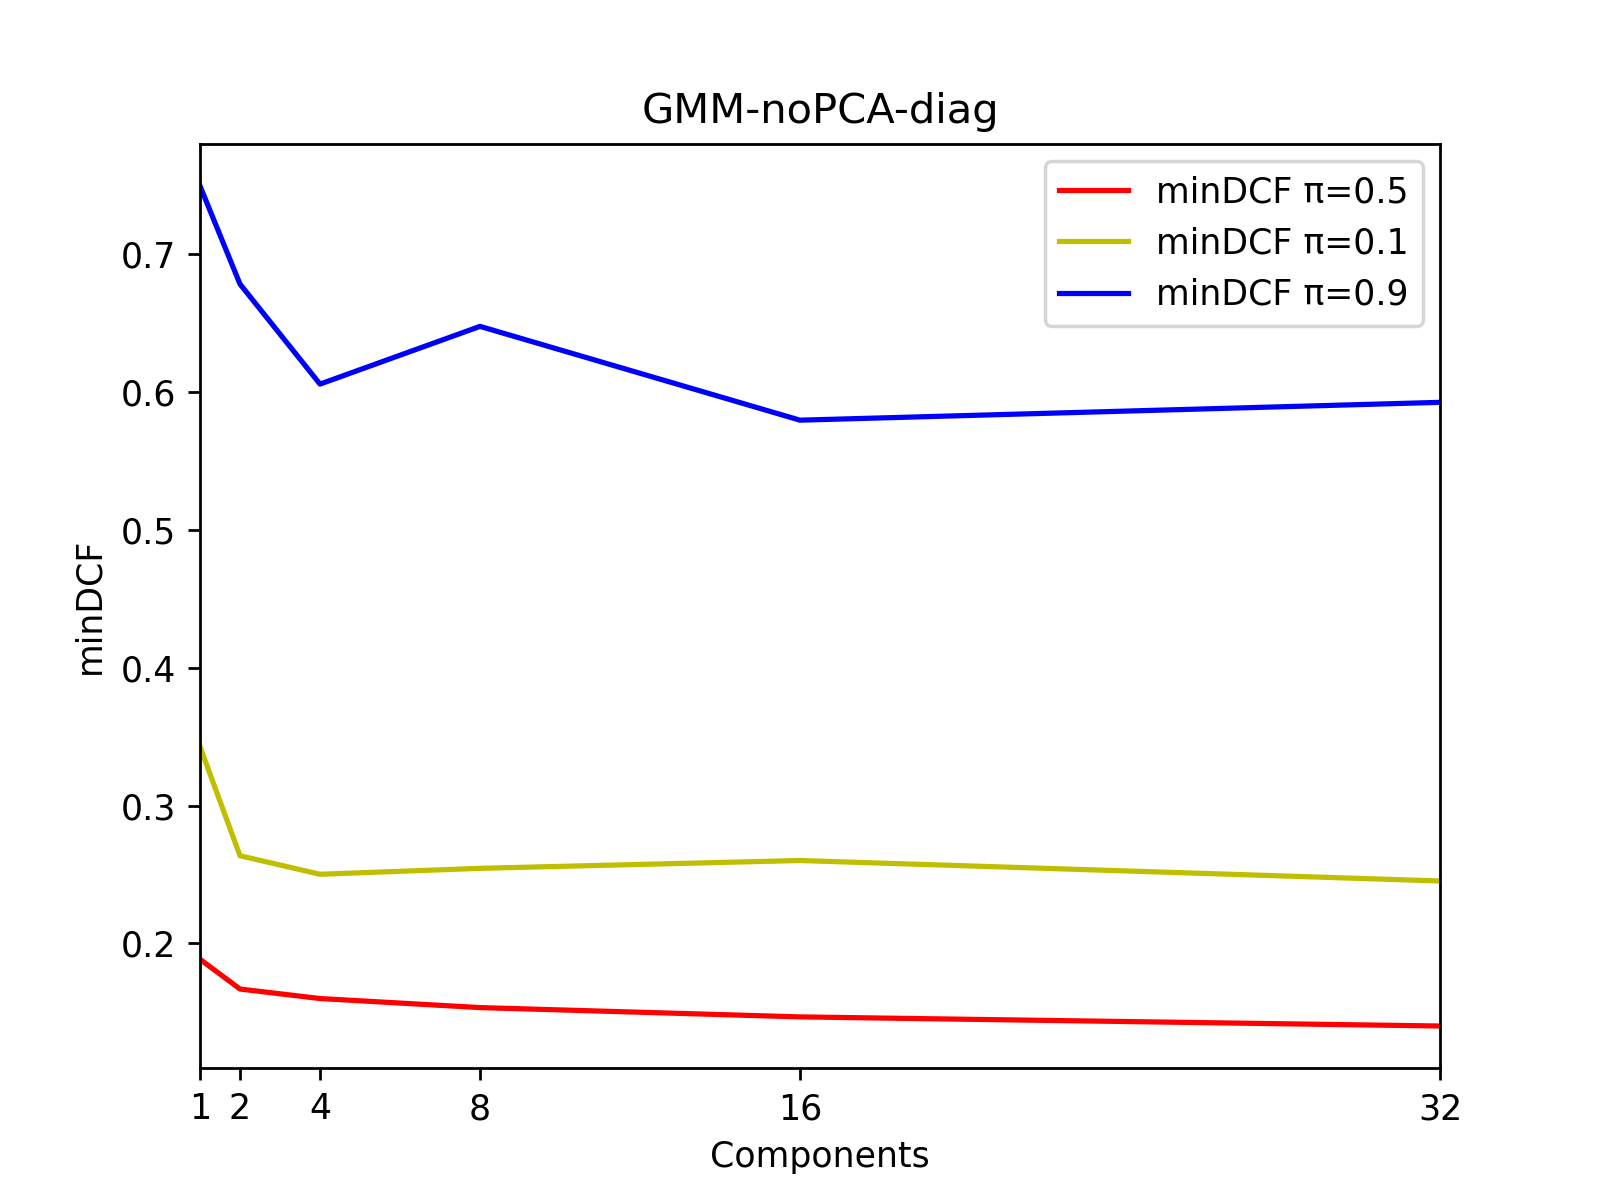 GMM-noPCA-diag
minDCF π=0.5
minDCF π=0.1
minDCF π=0.9
0.7
0.6
0.5
0.4
0.3
0.2
minDCF
1 2 4 8 16 32
Components